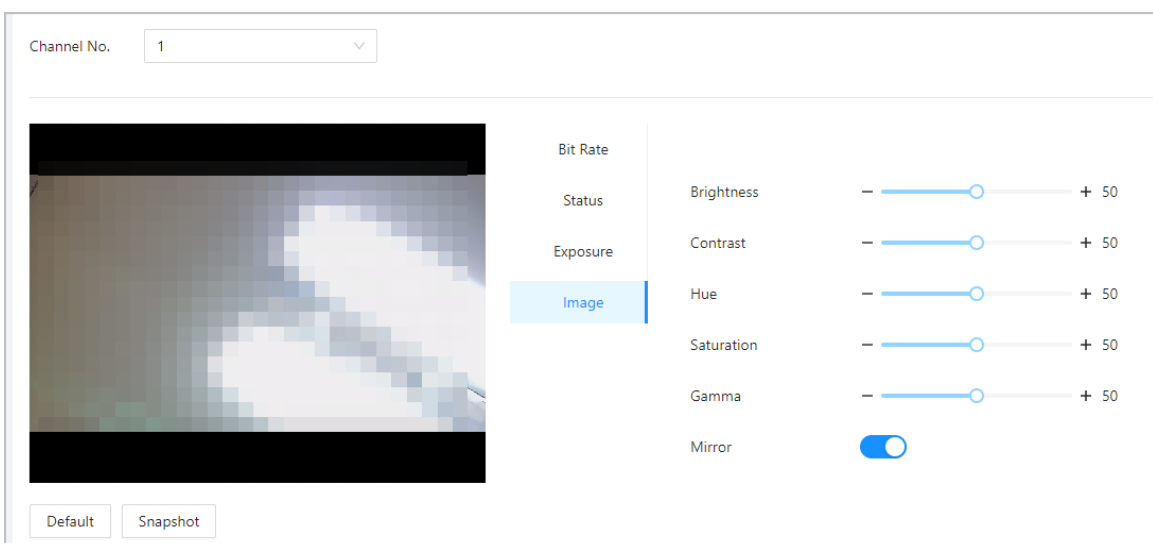 Channel No. 1
Bit Rate
Status
Exposure
Image
Brightness − + 50
Contrast − + 50
Hue − + 50
Saturation − + 50
Gamma − + 50
Mirror
Default Snapshot